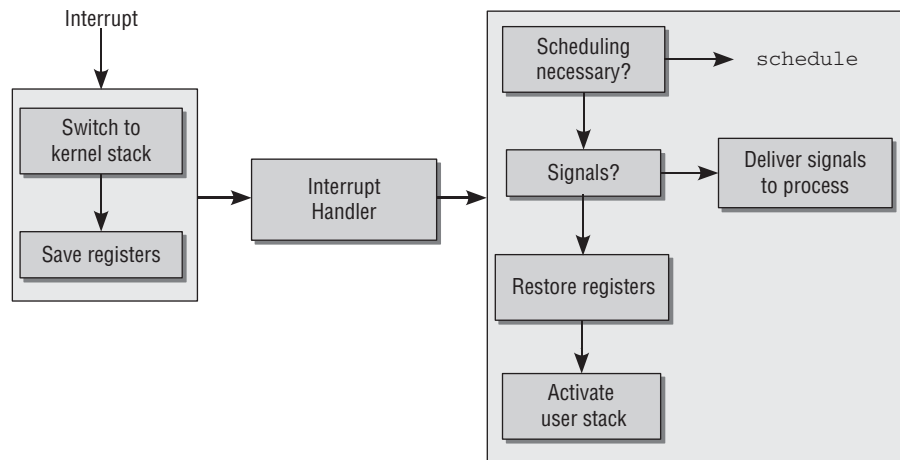 Interrupt
Switch to
kernel stack
Save registers
Interrupt
Handler
Scheduling
necessary?
schedule
Signals?
Deliver signals
to process
Restore registers
Activate
user stack